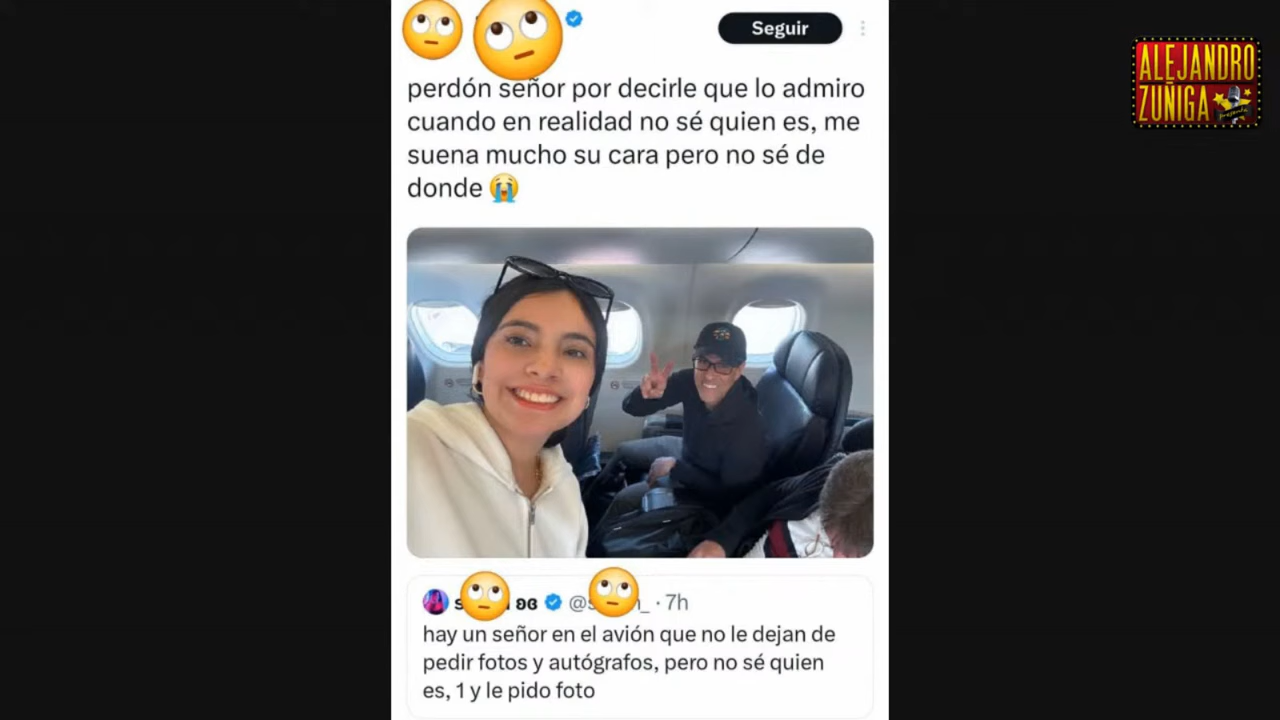 Seguir
perdón señor por decirle que lo admiro
cuando en realidad no sé quien es, me
suena mucho su cara pero no sé de
donde 😭
ALEJANDRO
ZUÑIGA
· 7h
hay un señor en el avión que no le dejan de
pedir fotos y autógrafos, pero no sé quien
es, 1 y le pido foto